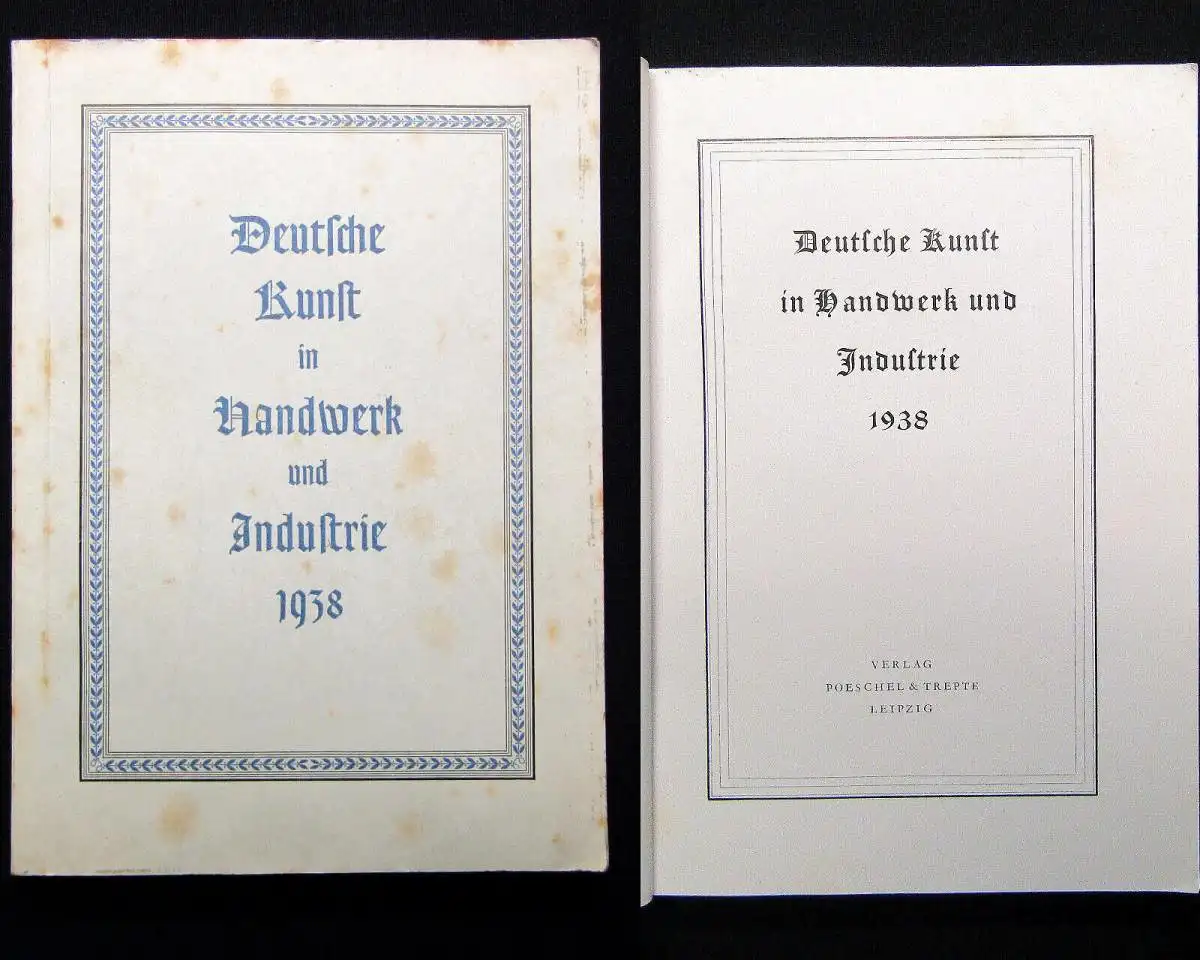 Deutſche
Kunſt
in
Handwerk
und
Induſtrie
1938
Deutſche Kunſt
in Handwerk und
Induſtrie
1938
VERLAG
POESCHEL & TREPTE
LEIPZIG